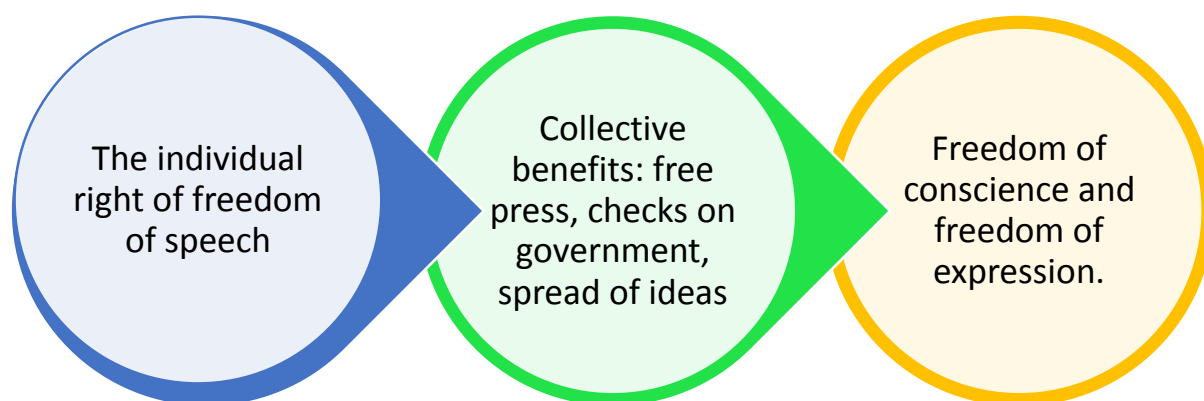 The individual
right of freedom
of speech
Collective
benefits: free
press, checks on
government,
spread of ideas
Freedom of
conscience and
freedom of
expression.